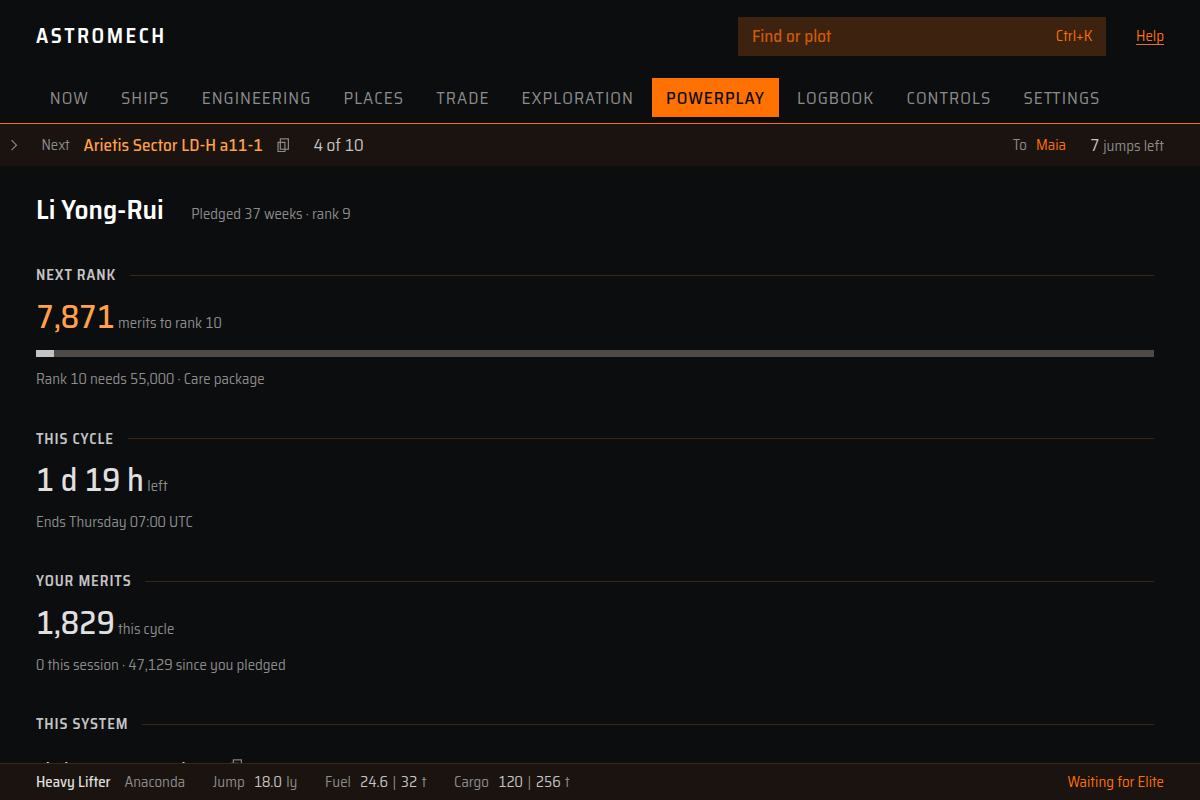 ASTROMECH
Find or plot Ctrl+K Help
NOW SHIPS ENGINEERING PLACES TRADE EXPLORATION POWERPLAY LOGBOOK CONTROLS SETTINGS
Next Arietis Sector LD-H a11-1 4 of 10 To Maia 7 jumps left
Li Yong-Rui Pledged 37 weeks · rank 9
NEXT RANK
7,871 merits to rank 10
Rank 10 needs 55,000 · Care package
THIS CYCLE
1 d 19 h left
Ends Thursday 07:00 UTC
YOUR MERITS
1,829 this cycle
0 this session · 47,129 since you pledged
THIS SYSTEM
Heavy Lifter Anaconda Jump 18.0 ly Fuel 24.6 | 32 t Cargo 120 | 256 t Waiting for Elite